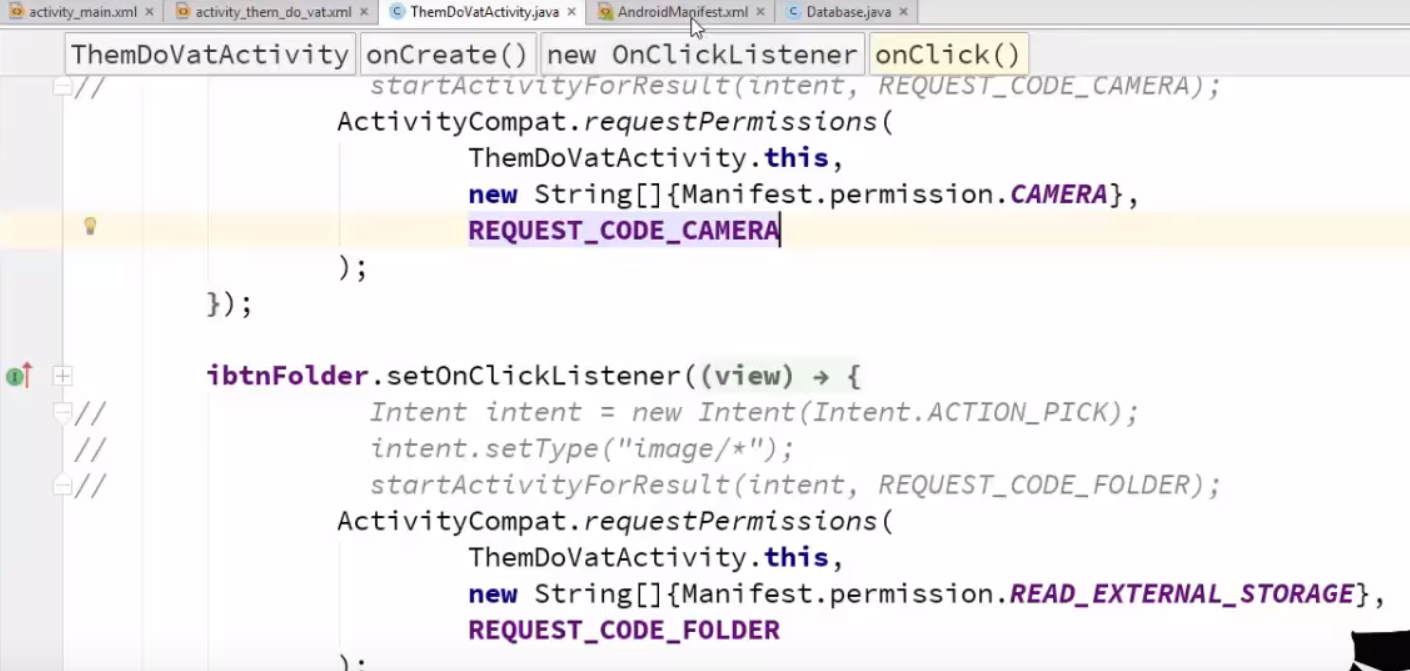 activity_main.xml × activity_them_do_vat.xml × ThemDoVatActivity.java × AndroidManifest.xml × Database.java ×
ThemDoVatActivity onCreate() new OnClickListener onClick()
// startActivityForResult(intent, REQUEST_CODE_CAMERA);
ActivityCompat.requestPermissions(
ThemDoVatActivity.this,
new String[]{Manifest.permission.CAMERA},
REQUEST_CODE_CAMERA
);
});
ibtnFolder.setOnClickListener((view) → {
// Intent intent = new Intent(Intent.ACTION_PICK);
// intent.setType("image/*");
// startActivityForResult(intent, REQUEST_CODE_FOLDER);
ActivityCompat.requestPermissions(
ThemDoVatActivity.this,
new String[]{Manifest.permission.READ_EXTERNAL_STORAGE},
REQUEST_CODE_FOLDER
);